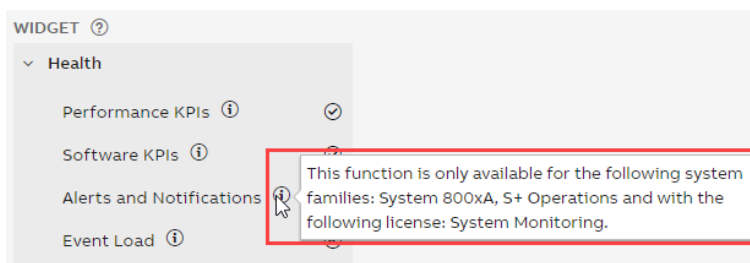 WIDGET
Health
Performance KPIs
Software KPIs
Alerts and Notifications
Event Load
This function is only available for the following system
families: System 800xA, S+ Operations and with the
following license: System Monitoring.